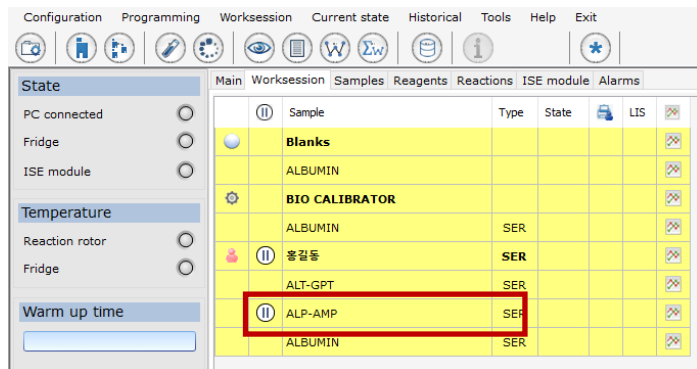 Configuration Programming Worksession Current state Historical Tools Help Exit
State
PC connected
Fridge
ISE module
Temperature
Reaction rotor
Fridge
Warm up time
Main Worksession Samples Reagents Reactions ISE module Alarms
Sample Type State LIS
Blanks
ALBUMIN
BIO CALIBRATOR
ALBUMIN SER
홍길동 SER
ALT-GPT SER
ALP-AMP SER
ALBUMIN SER